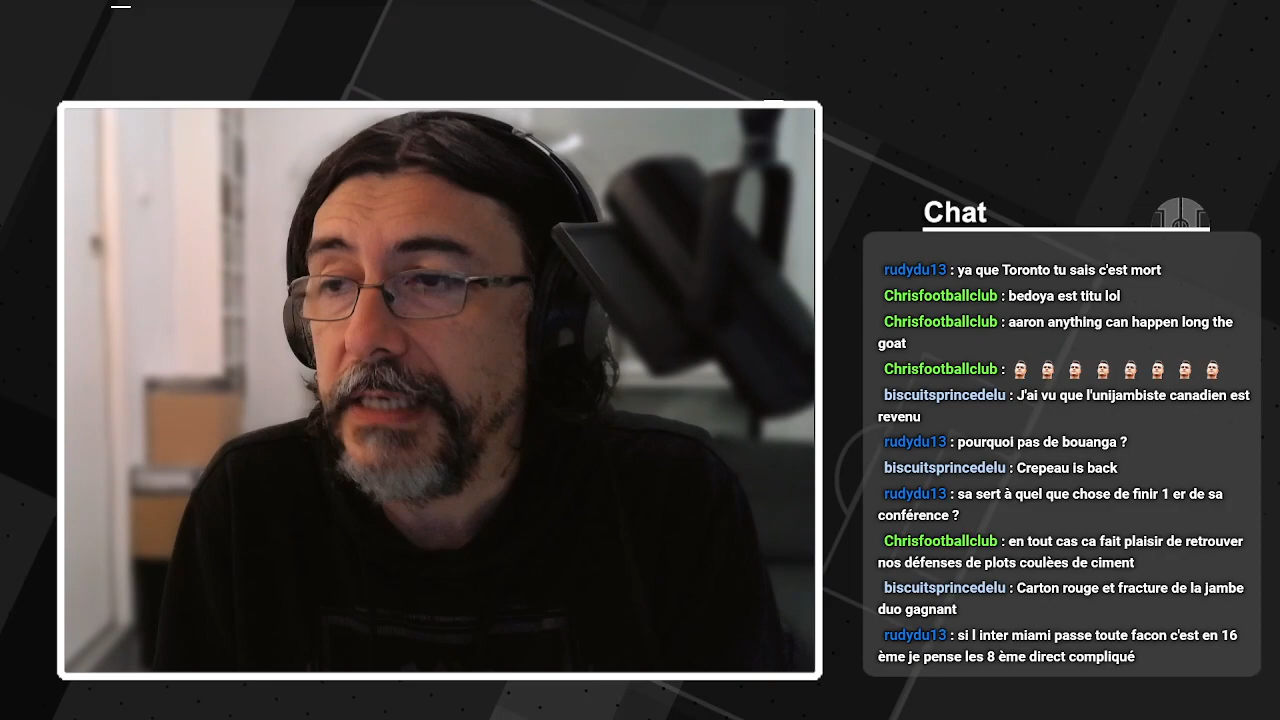 Chat
rudydu13 : ya que Toronto tu sais c'est mort
Chrisfootballclub : bedoya est titu lol
Chrisfootballclub : aaron anything can happen long the
goat
Chrisfootballclub :
biscuitsprincedelu : J'ai vu que l'unijambiste canadien est
revenu
rudydu13 : pourquoi pas de bouanga ?
biscuitsprincedelu : Crepeau is back
rudydu13 : sa sert à quel que chose de finir 1 er de sa
conférence ?
Chrisfootballclub : en tout cas ca fait plaisir de retrouver
nos défenses de plots coulèes de ciment
biscuitsprincedelu : Carton rouge et fracture de la jambe
duo gagnant
rudydu13 : si l inter miami passe toute facon c'est en 16
ème je pense les 8 ème direct compliqué